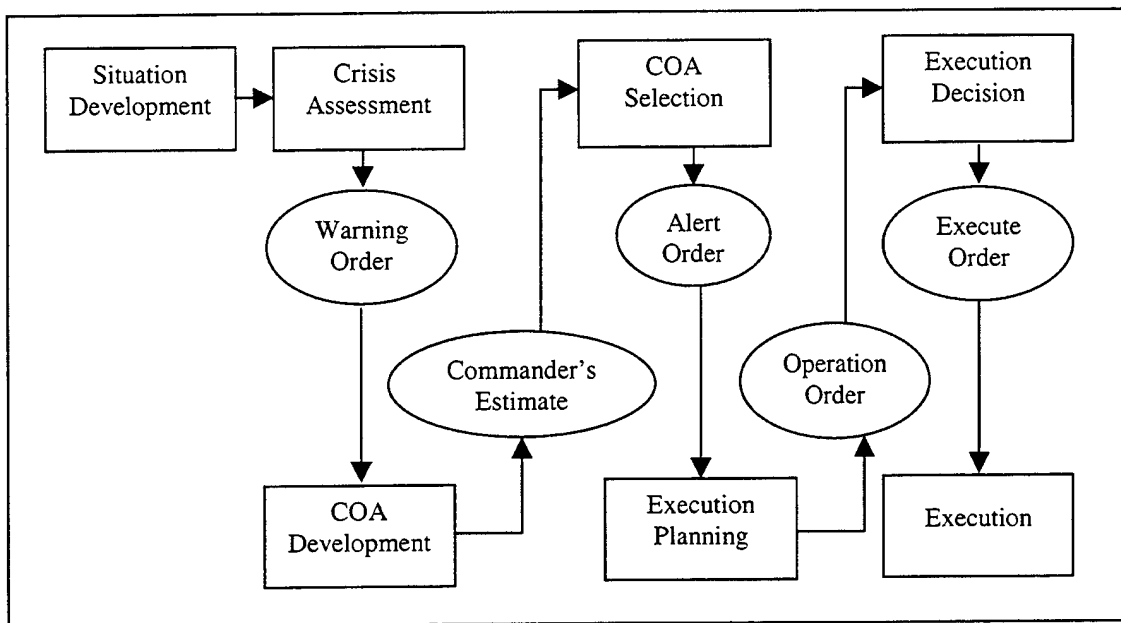 Situation
Development
Crisis
Assessment
Warning
Order
COA
Development
Commander's
Estimate
COA
Selection
Alert
Order
Execution
Planning
Operation
Order
Execution
Decision
Execute
Order
Execution